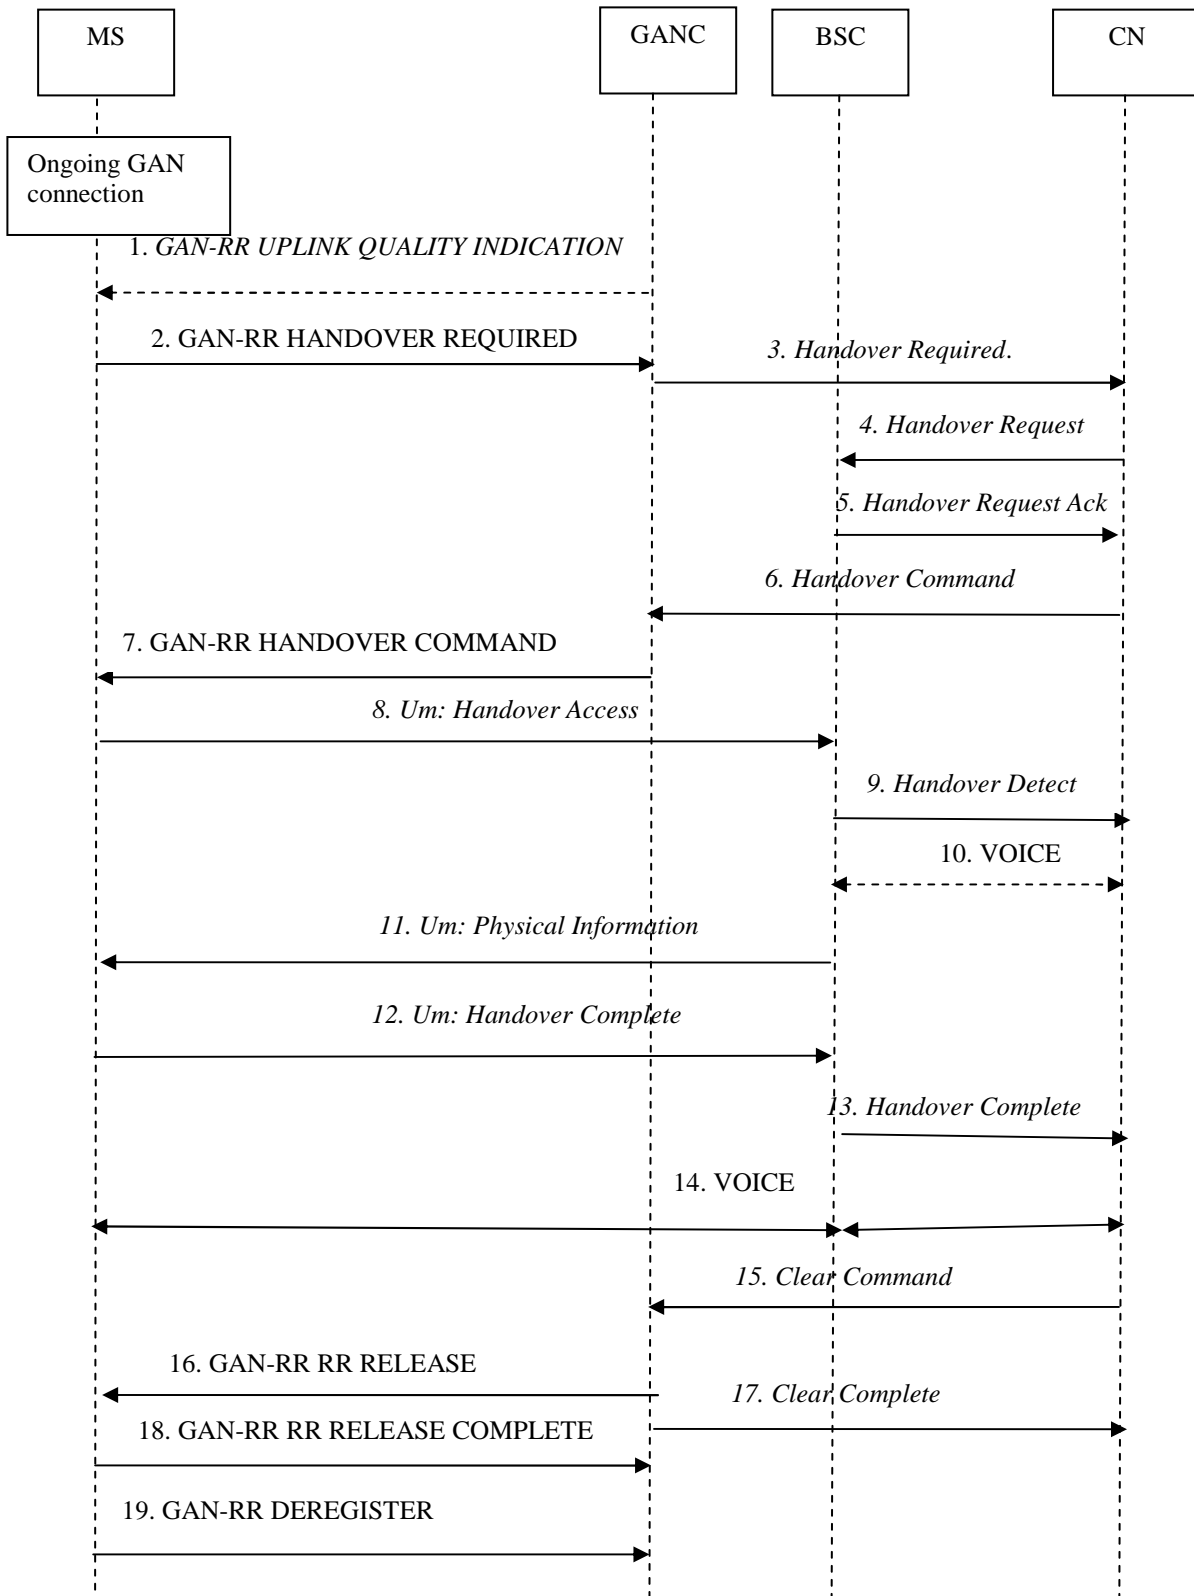 MS
GANC
BSC
CN
Ongoing GAN
connection
1. GAN-RR UPLINK QUALITY INDICATION
2. GAN-RR HANDOVER REQUIRED
3. Handover Required.
4. Handover Request
5. Handover Request Ack
6. Handover Command
7. GAN-RR HANDOVER COMMAND
8. Um: Handover Access
9. Handover Detect
10. VOICE
11. Um: Physical Information
12. Um: Handover Complete
13. Handover Complete
14. VOICE
15. Clear Command
16. GAN-RR RR RELEASE
17. Clear Complete
18. GAN-RR RR RELEASE COMPLETE
19. GAN-RR DEREGISTER